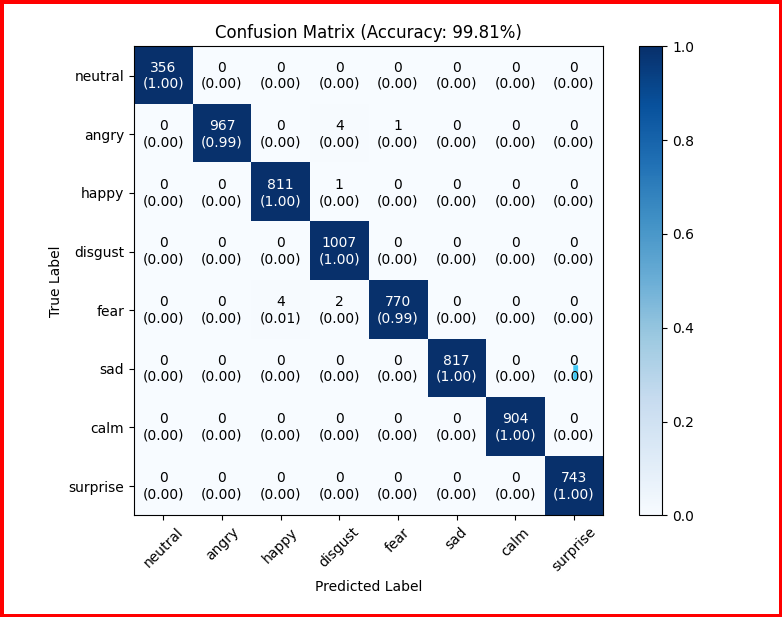 Confusion Matrix (Accuracy: 99.81%)
neutral 356 0 0 0 0 0 0 0
(1.00) (0.00) (0.00) (0.00) (0.00) (0.00) (0.00) (0.00)
angry 0 967 0 4 1 0 0 0
(0.00) (0.99) (0.00) (0.00) (0.00) (0.00) (0.00) (0.00)
happy 0 0 811 1 0 0 0 0
(0.00) (0.00) (1.00) (0.00) (0.00) (0.00) (0.00) (0.00)
disgust 0 0 0 1007 0 0 0 0
(0.00) (0.00) (0.00) (1.00) (0.00) (0.00) (0.00) (0.00)
fear 0 0 4 2 770 0 0 0
(0.00) (0.00) (0.01) (0.00) (0.99) (0.00) (0.00) (0.00)
sad 0 0 0 0 0 817 0 0
(0.00) (0.00) (0.00) (0.00) (0.00) (1.00) (0.00) (0.00)
calm 0 0 0 0 0 0 904 0
(0.00) (0.00) (0.00) (0.00) (0.00) (0.00) (1.00) (0.00)
surprise 0 0 0 0 0 0 0 743
(0.00) (0.00) (0.00) (0.00) (0.00) (0.00) (0.00) (1.00)
True Label
neutral angry happy disgust fear sad calm surprise
Predicted Label
1.0
0.8
0.6
0.4
0.2
0.0